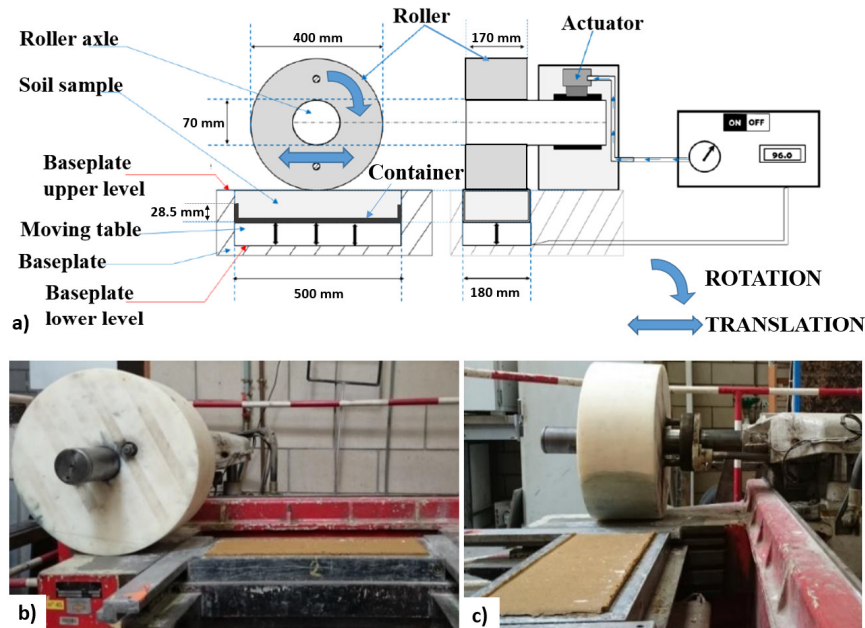 400 mm
Roller
170 mm
Actuator
Roller axle
Soil sample
70 mm
ON OFF
96.0
Baseplate
upper level
Container
28.5 mm
Moving table
Baseplate
Baseplate
lower level
500 mm
180 mm
ROTATION
TRANSLATION
a)
b)
c)